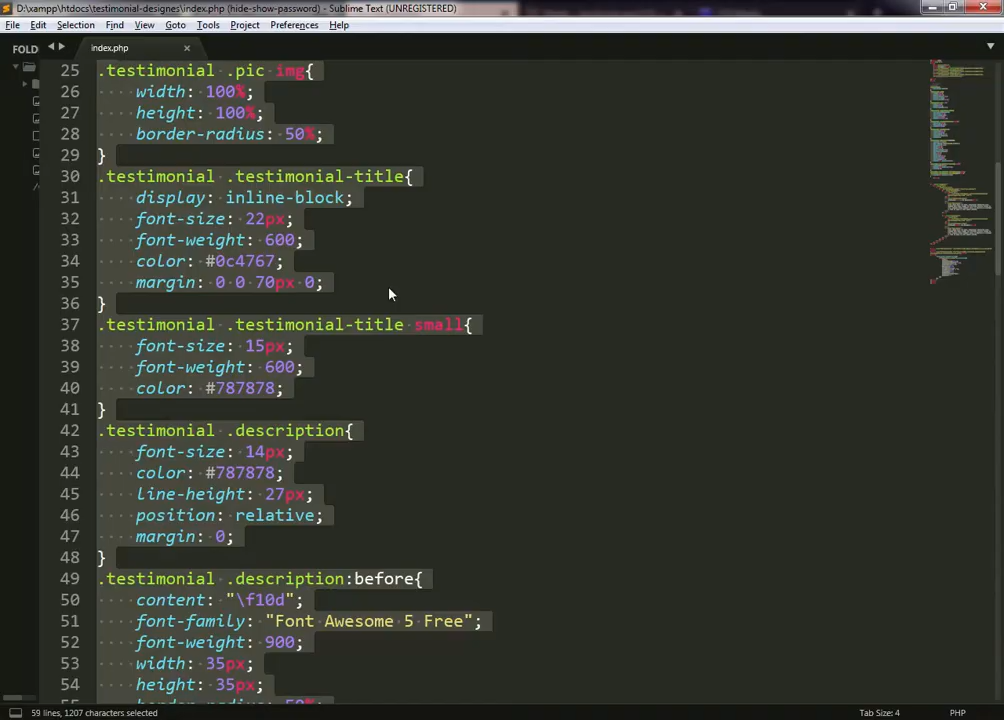 D:\xampp\htdocs\testimonial-designes\index.php (hide-show-password) - Sublime Text (UNREGISTERED)
File Edit Selection Find View Goto Tools Project Preferences Help
FOLD
index.php
25 .testimonial .pic img{
26 width: 100%;
27 height: 100%;
28 border-radius: 50%;
29 }
30 .testimonial .testimonial-title{
31 display: inline-block;
32 font-size: 22px;
33 font-weight: 600;
34 color: #0c4767;
35 margin: 0 0 70px 0;
36 }
37 .testimonial .testimonial-title small{
38 font-size: 15px;
39 font-weight: 600;
40 color: #787878;
41 }
42 .testimonial .description{
43 font-size: 14px;
44 color: #787878;
45 line-height: 27px;
46 position: relative;
47 margin: 0;
48 }
49 .testimonial .description:before{
50 content: "\f10d";
51 font-family: "Font Awesome 5 Free";
52 font-weight: 900;
53 width: 35px;
54 height: 35px;
55 border-radius: 50%;
59 lines, 1207 characters selected Tab Size: 4 PHP